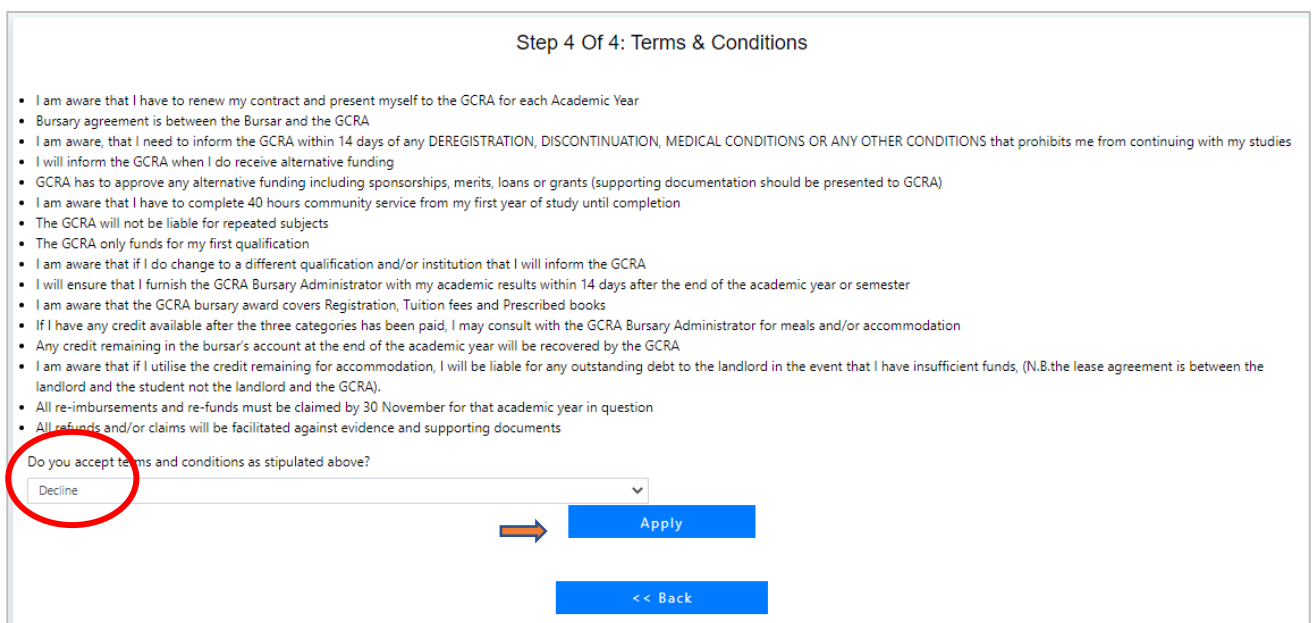 Step 4 Of 4: Terms & Conditions
• I am aware that I have to renew my contract and present myself to the GCRA for each Academic Year
• Bursary agreement is between the Bursar and the GCRA
• I am aware, that I need to inform the GCRA within 14 days of any DEREGISTRATION, DISCONTINUATION, MEDICAL CONDITIONS OR ANY OTHER CONDITIONS that prohibits me from continuing with my studies
• I will inform the GCRA when I do receive alternative funding
• GCRA has to approve any alternative funding including sponsorships, merits, loans or grants (supporting documentation should be presented to GCRA)
• I am aware that I have to complete 40 hours community service from my first year of study until completion
• The GCRA will not be liable for repeated subjects
• The GCRA only funds for my first qualification
• I am aware that if I do change to a different qualification and/or institution that I will inform the GCRA
• I will ensure that I furnish the GCRA Bursary Administrator with my academic results within 14 days after the end of the academic year or semester
• I am aware that the GCRA bursary award covers Registration, Tuition fees and Prescribed books
• If I have any credit available after the three categories has been paid, I may consult with the GCRA Bursary Administrator for meals and/or accommodation
• Any credit remaining in the bursar's account at the end of the academic year will be recovered by the GCRA
• I am aware that if I utilise the credit remaining for accommodation, I will be liable for any outstanding debt to the landlord in the event that I have insufficient funds, (N.B.the lease agreement is between the
landlord and the student not the landlord and the GCRA).
• All re-imbursements and re-funds must be claimed by 30 November for that academic year in question
• All refunds and/or claims will be facilitated against evidence and supporting documents
Do you accept terms and conditions as stipulated above?
Decline
Apply
<< Back